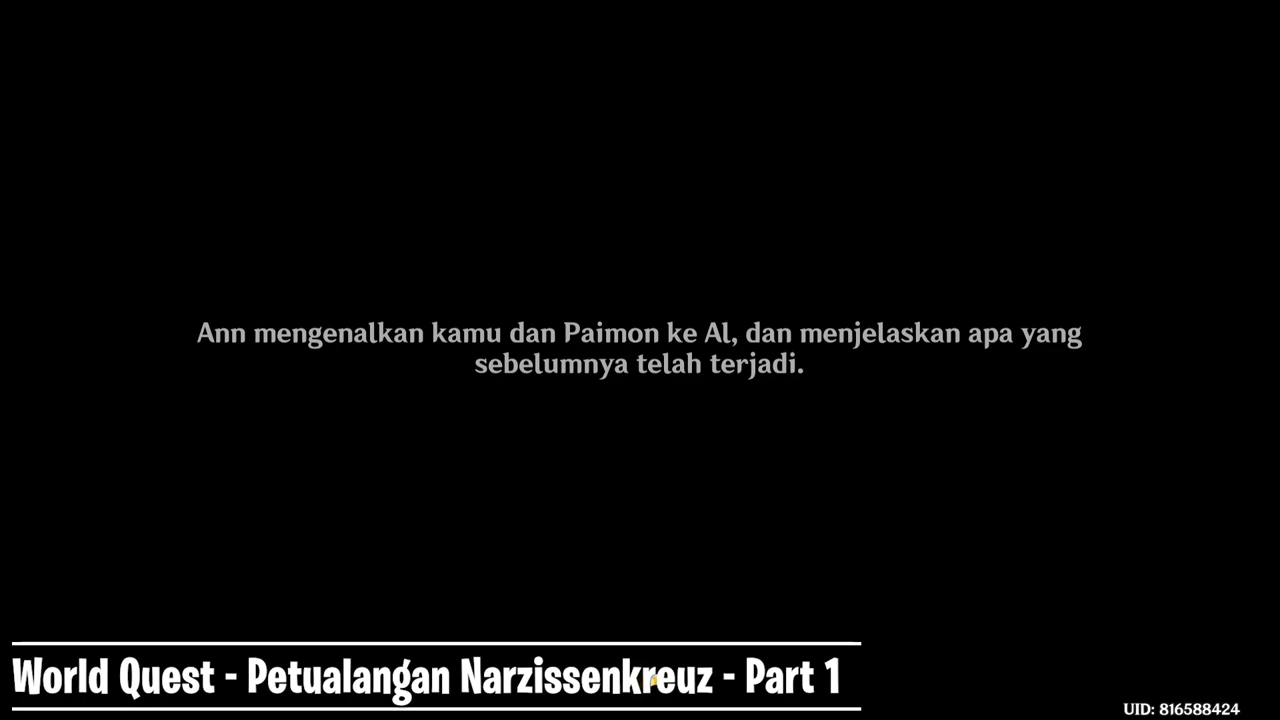 Ann mengenalkan kamu dan Paimon ke Al, dan menjelaskan apa yang
sebelumnya telah terjadi.
World Quest - Petualangan Narzissenkreuz - Part 1
UID: 816588424